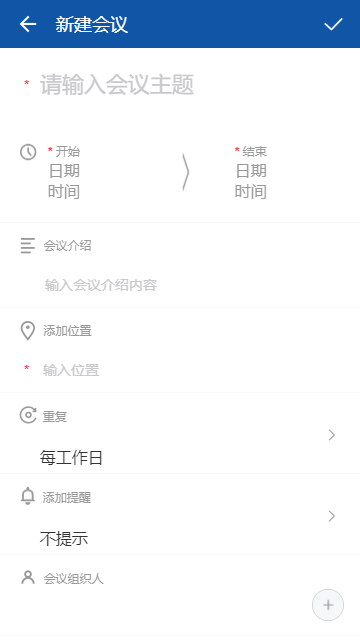 新建会议
* 请输入会议主题
* 开始
日期
时间
* 结束
日期
时间
会议介绍
输入会议介绍内容
添加位置
* 输入位置
重复
每工作日
添加提醒
不提示
会议组织人